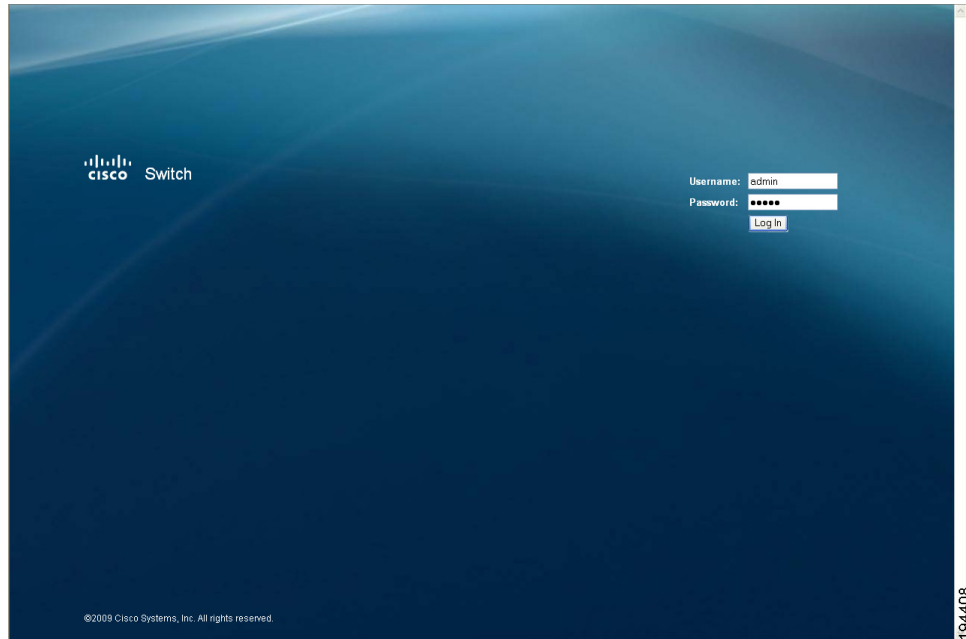 cisco Switch
Username: admin
Password: •••••
Log In
©2009 Cisco Systems, Inc. All rights reserved.
194408